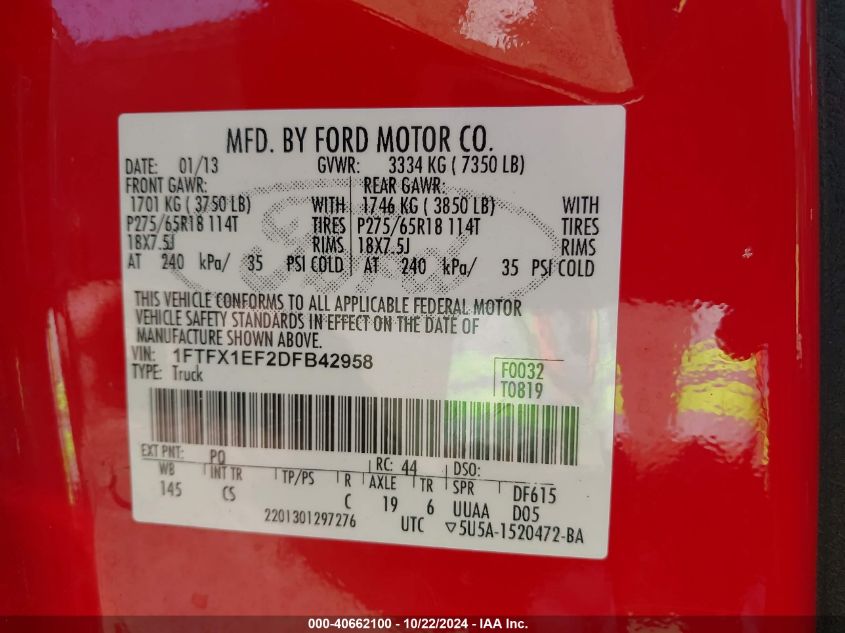 MFD. BY FORD MOTOR CO.
DATE: 01/13 GVWR: 3334 KG ( 7350 LB)
FRONT GAWR: REAR GAWR:
1701 KG ( 3750 LB) WITH 1746 KG ( 3850 LB) WITH
P275/65R18 114T TIRES P275/65R18 114T TIRES
18X7.5J RIMS 18X7.5J RIMS
AT 240 kPa/ 35 PSI COLD AT 240 kPa/ 35 PSI COLD
THIS VEHICLE CONFORMS TO ALL APPLICABLE FEDERAL MOTOR
VEHICLE SAFETY STANDARDS IN EFFECT ON THE DATE OF
MANUFACTURE SHOWN ABOVE.
VIN: 1FTFX1EF2DFB42958
TYPE: Truck
F0032
T0819
EXT PNT: PQ RC: 44 DSO:
WB INT TR TP/PS R AXLE TR SPR DF615
145 CS C 19 6 UUAA D05
2201301297276 UTC ▽5U5A-1520472-BA
000-40662100 - 10/22/2024 - IAA Inc.